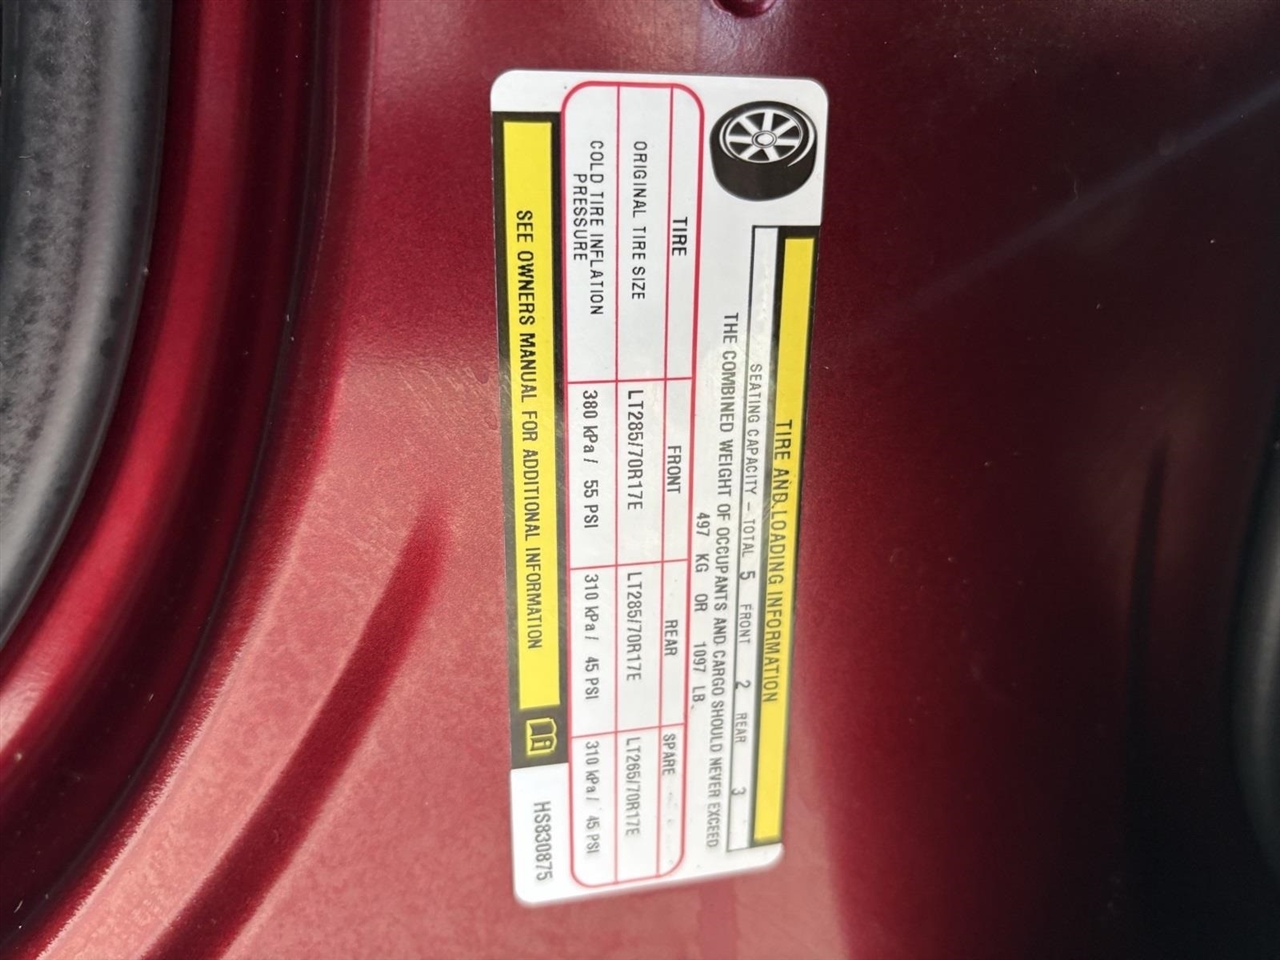 TIRE AND LOADING INFORMATION
SEATING CAPACITY – TOTAL 5 FRONT 2 REAR 3
THE COMBINED WEIGHT OF OCCUPANTS AND CARGO SHOULD NEVER EXCEED
497 KG OR 1097 LB.
TIRE FRONT REAR SPARE
ORIGINAL TIRE SIZE LT285/70R17E LT285/70R17E LT265/70R17E
COLD TIRE INFLATION
PRESSURE
380 kPa/ 55 PSI 310 kPa/ 45 PSI 310 kPa/ 45 PSI
SEE OWNERS MANUAL FOR ADDITIONAL INFORMATION
HS830875